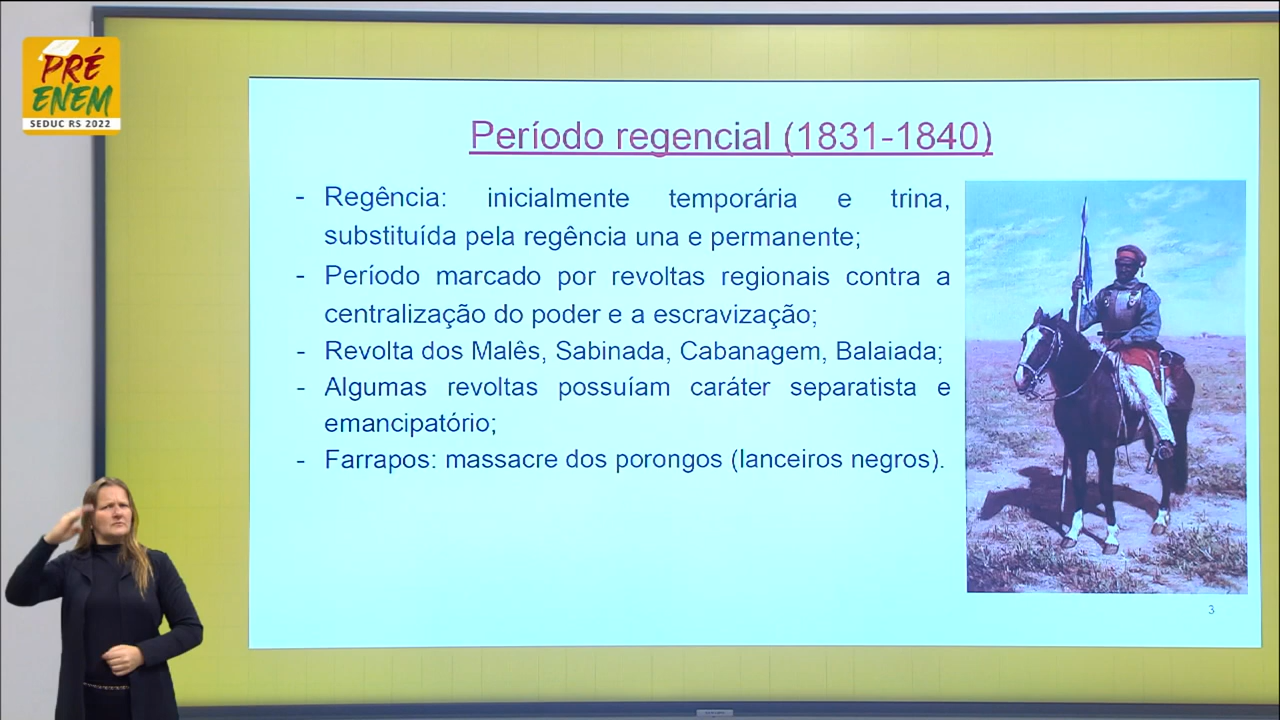 PRÉ
ENEM
SEDUC RS 2022
Período regencial (1831-1840)
- Regência: inicialmente temporária e trina,
substituída pela regência una e permanente;
- Período marcado por revoltas regionais contra a
centralização do poder e a escravização;
- Revolta dos Malês, Sabinada, Cabanagem, Balaiada;
- Algumas revoltas possuíam caráter separatista e
emancipatório;
- Farrapos: massacre dos porongos (lanceiros negros).
3